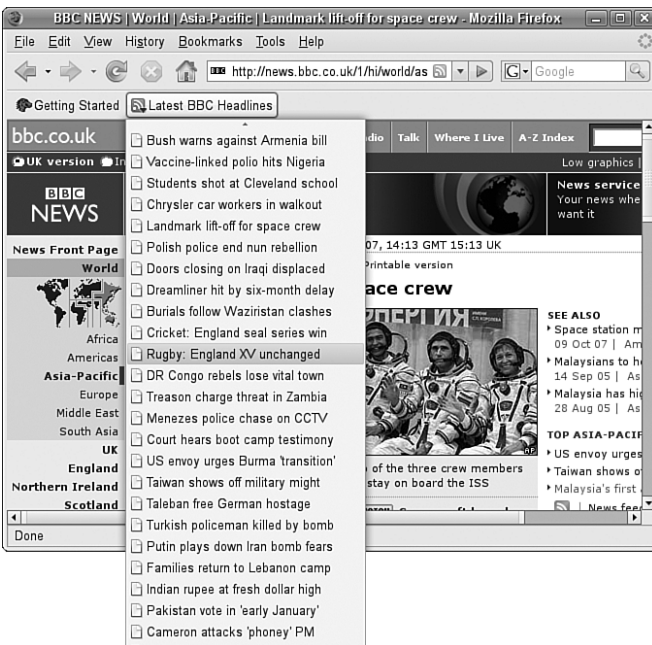 BBC NEWS | World | Asia-Pacific | Landmark lift-off for space crew - Mozilla Firefox
File Edit View History Bookmarks Tools Help
http://news.bbc.co.uk/1/hi/world/as
G Google
Getting Started
Latest BBC Headlines
Bush warns against Armenia bill
Vaccine-linked polio hits Nigeria
Students shot at Cleveland school
Chrysler car workers in walkout
Landmark lift-off for space crew
Polish police end nun rebellion
Doors closing on Iraqi displaced
Dreamliner hit by six-month delay
Burials follow Waziristan clashes
Cricket: England seal series win
Rugby: England XV unchanged
DR Congo rebels lose vital town
Treason charge threat in Zambia
Menezes police chase on CCTV
Court hears boot camp testimony
US envoy urges Burma 'transition'
Taiwan shows off military might
Taleban free German hostage
Turkish policeman killed by bomb
Putin plays down Iran bomb fears
Families return to Lebanon camp
Indian rupee at fresh dollar high
Pakistan vote in 'early January'
Cameron attacks 'phoney' PM
bbc.co.uk
dio Talk Where I Live A-Z Index
UK version In
Low graphics |
BBC
NEWS
News service
Your news whe
want it
News Front Page
World
Africa
Americas
Asia-Pacific
Europe
Middle East
South Asia
UK
England
Northern Ireland
Scotland
07, 14:13 GMT 15:13 UK
Printable version
ace crew
ИМЕНИ
С.П. КОРОЛЕВА
AP
of the three crew members
stay on board the ISS
SEE ALSO
Space station m
09 Oct 07 | Am
Malaysians to he
14 Sep 05 | As
Malaysia has hig
28 Aug 05 | As
TOP ASIA-PACIF
US envoy urges
Taiwan shows of
Malaysia's first
| News feed
Done